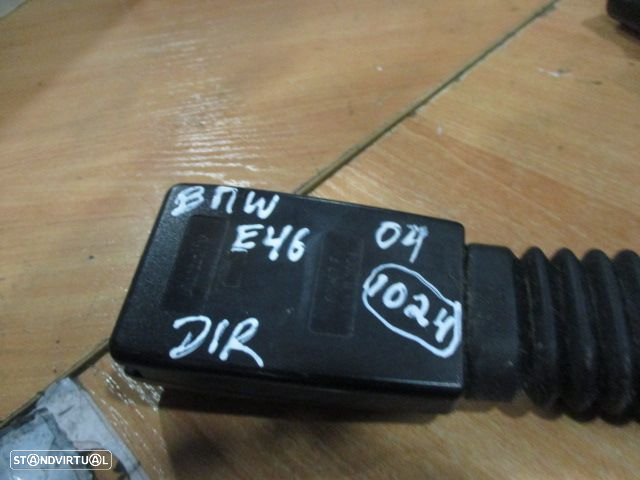 BMW
E46
04
1024
DIR
STANDVIRTUAL